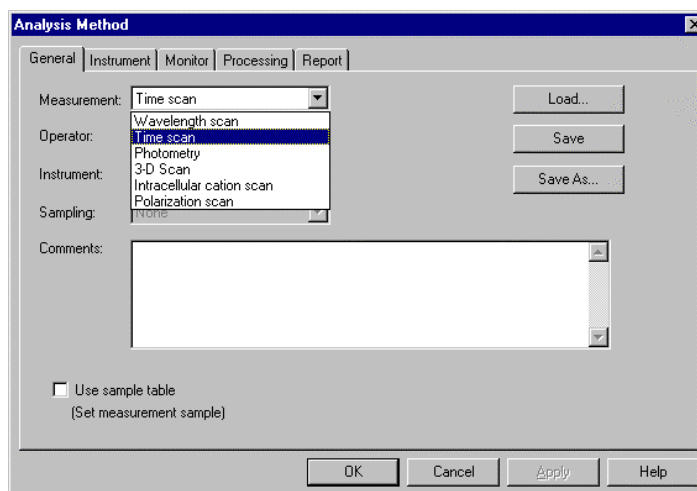 Analysis Method
General Instrument Monitor Processing Report
Measurement: Time scan Load...
Wavelength scan
Operator: Time scan Save
Photometry
Instrument: 3-D Scan
Intracellular cation scan Save As...
Polarization scan
Sampling: None
Comments:
Use sample table
(Set measurement sample)
OK Cancel Apply Help